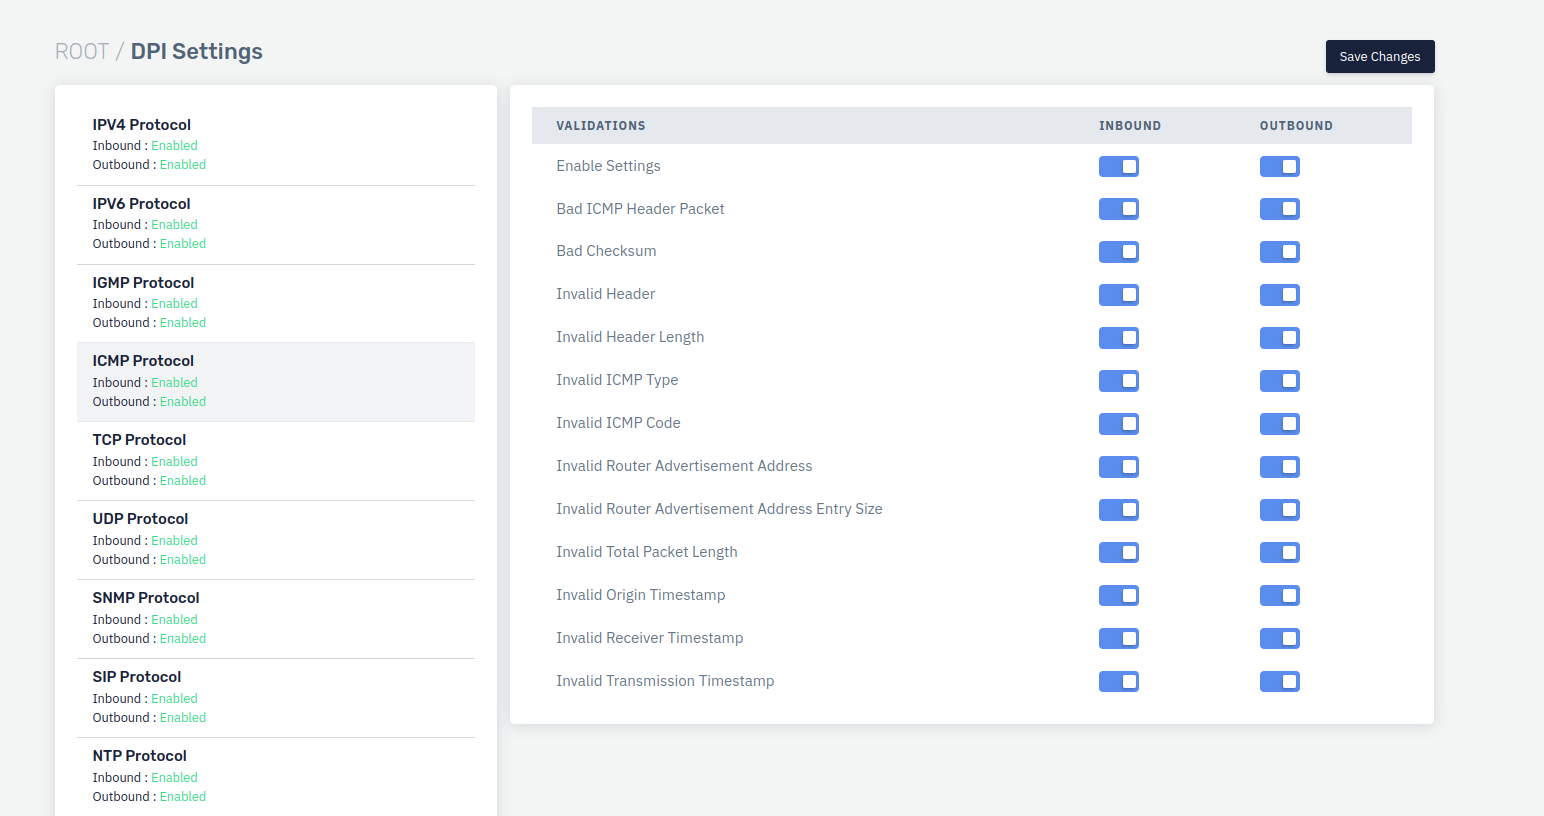 ROOT / DPI Settings
Save Changes
IPV4 Protocol
Inbound : Enabled
Outbound : Enabled
IPV6 Protocol
Inbound : Enabled
Outbound : Enabled
IGMP Protocol
Inbound : Enabled
Outbound : Enabled
ICMP Protocol
Inbound : Enabled
Outbound : Enabled
TCP Protocol
Inbound : Enabled
Outbound : Enabled
UDP Protocol
Inbound : Enabled
Outbound : Enabled
SNMP Protocol
Inbound : Enabled
Outbound : Enabled
SIP Protocol
Inbound : Enabled
Outbound : Enabled
NTP Protocol
Inbound : Enabled
Outbound : Enabled
VALIDATIONS INBOUND OUTBOUND
Enable Settings
Bad ICMP Header Packet
Bad Checksum
Invalid Header
Invalid Header Length
Invalid ICMP Type
Invalid ICMP Code
Invalid Router Advertisement Address
Invalid Router Advertisement Address Entry Size
Invalid Total Packet Length
Invalid Origin Timestamp
Invalid Receiver Timestamp
Invalid Transmission Timestamp